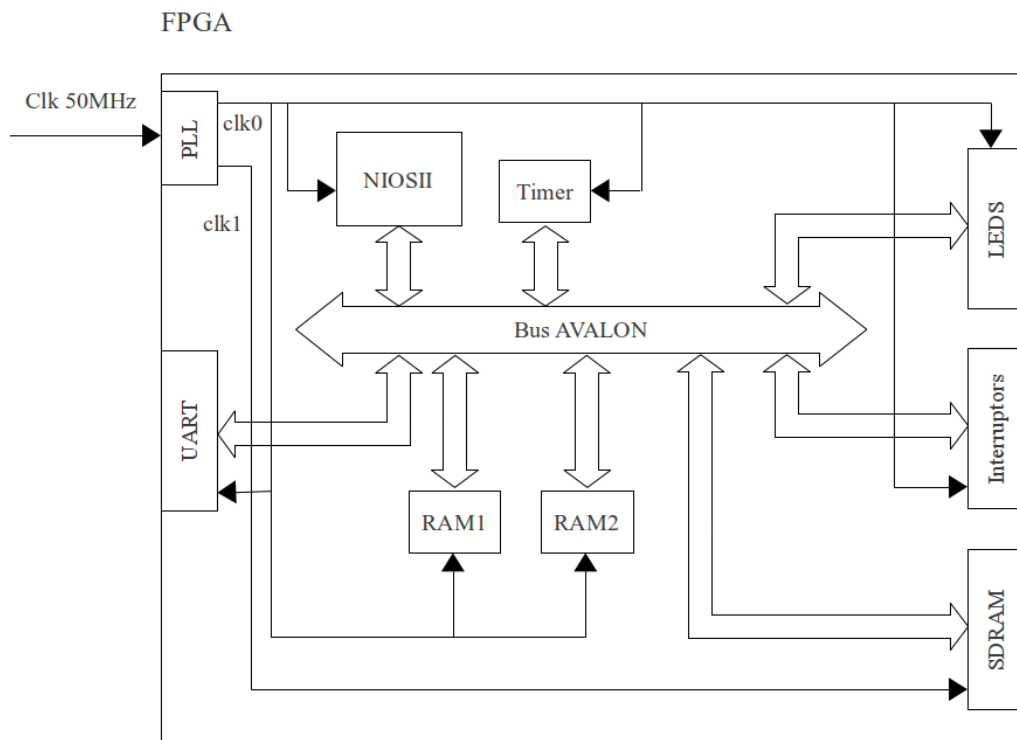 FPGA
Clk 50MHz
PLL
clk0
clk1
NIOSII
Timer
LEDS
Bus AVALON
UART
Interruptors
RAM1
RAM2
SDRAM